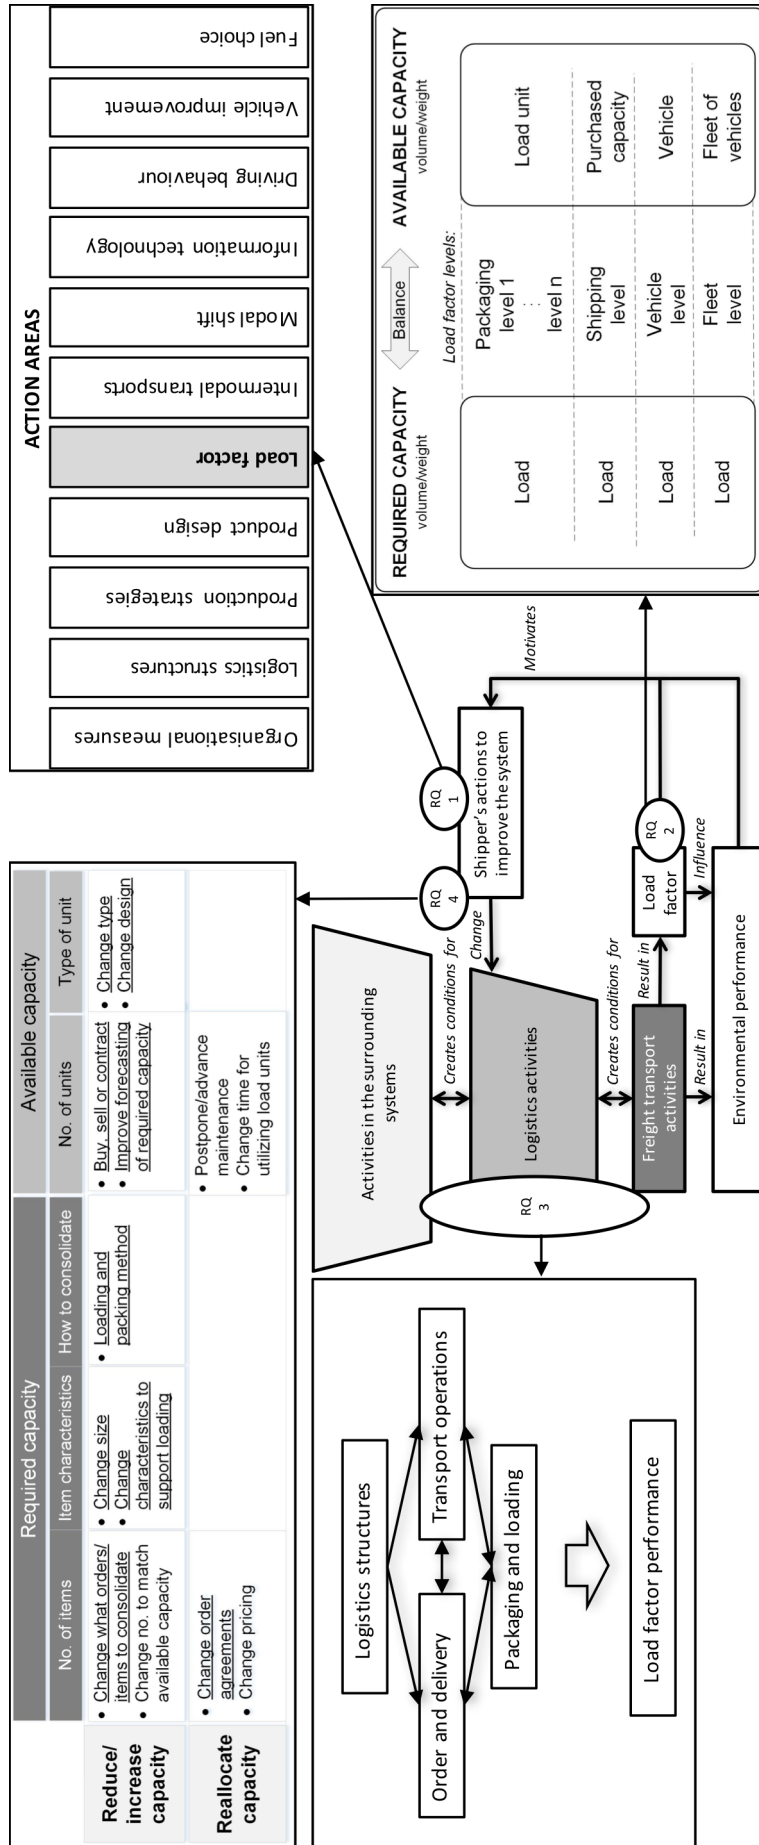 Required capacity
Available capacity
No. of items
Item characteristics
How to consolidate
No. of units
Type of unit
Reduce/
increase
capacity
• Change what orders/
items to consolidate
• Change no. to match
available capacity
• Change size
• Change
characteristics to
support loading
• Loading and
packing method
• Buy, sell or contract
• Improve forecasting
of required capacity
• Change type
• Change design
Reallocate
capacity
• Change order
agreements
• Change pricing
• Postpone/advance
maintenance
• Change time for
utilizing load units
ACTION AREAS
Organisational measures
Logistics structures
Production strategies
Product design
Load factor
Intermodal transports
Modal shift
Information technology
Driving behaviour
Vehicle improvement
Fuel choice
Logistics structures
Order and delivery
Transport operations
Packaging and loading
Load factor performance
Activities in the surrounding
systems
Creates conditions for
Logistics activities
RQ
3
Creates conditions for
Freight transport
activities
Result in
Result in
Load
factor
Influence
Environmental performance
RQ
4
RQ
1
Change
Shipper's actions to
improve the system
RQ
2
Motivates
REQUIRED CAPACITY
volume/weight
Balance
AVAILABLE CAPACITY
volume/weight
Load factor levels:
Load
Packaging
level 1
:
level n
Load unit
Load
Shipping
level
Purchased
capacity
Load
Vehicle
level
Vehicle
Load
Fleet
level
Fleet of
vehicles